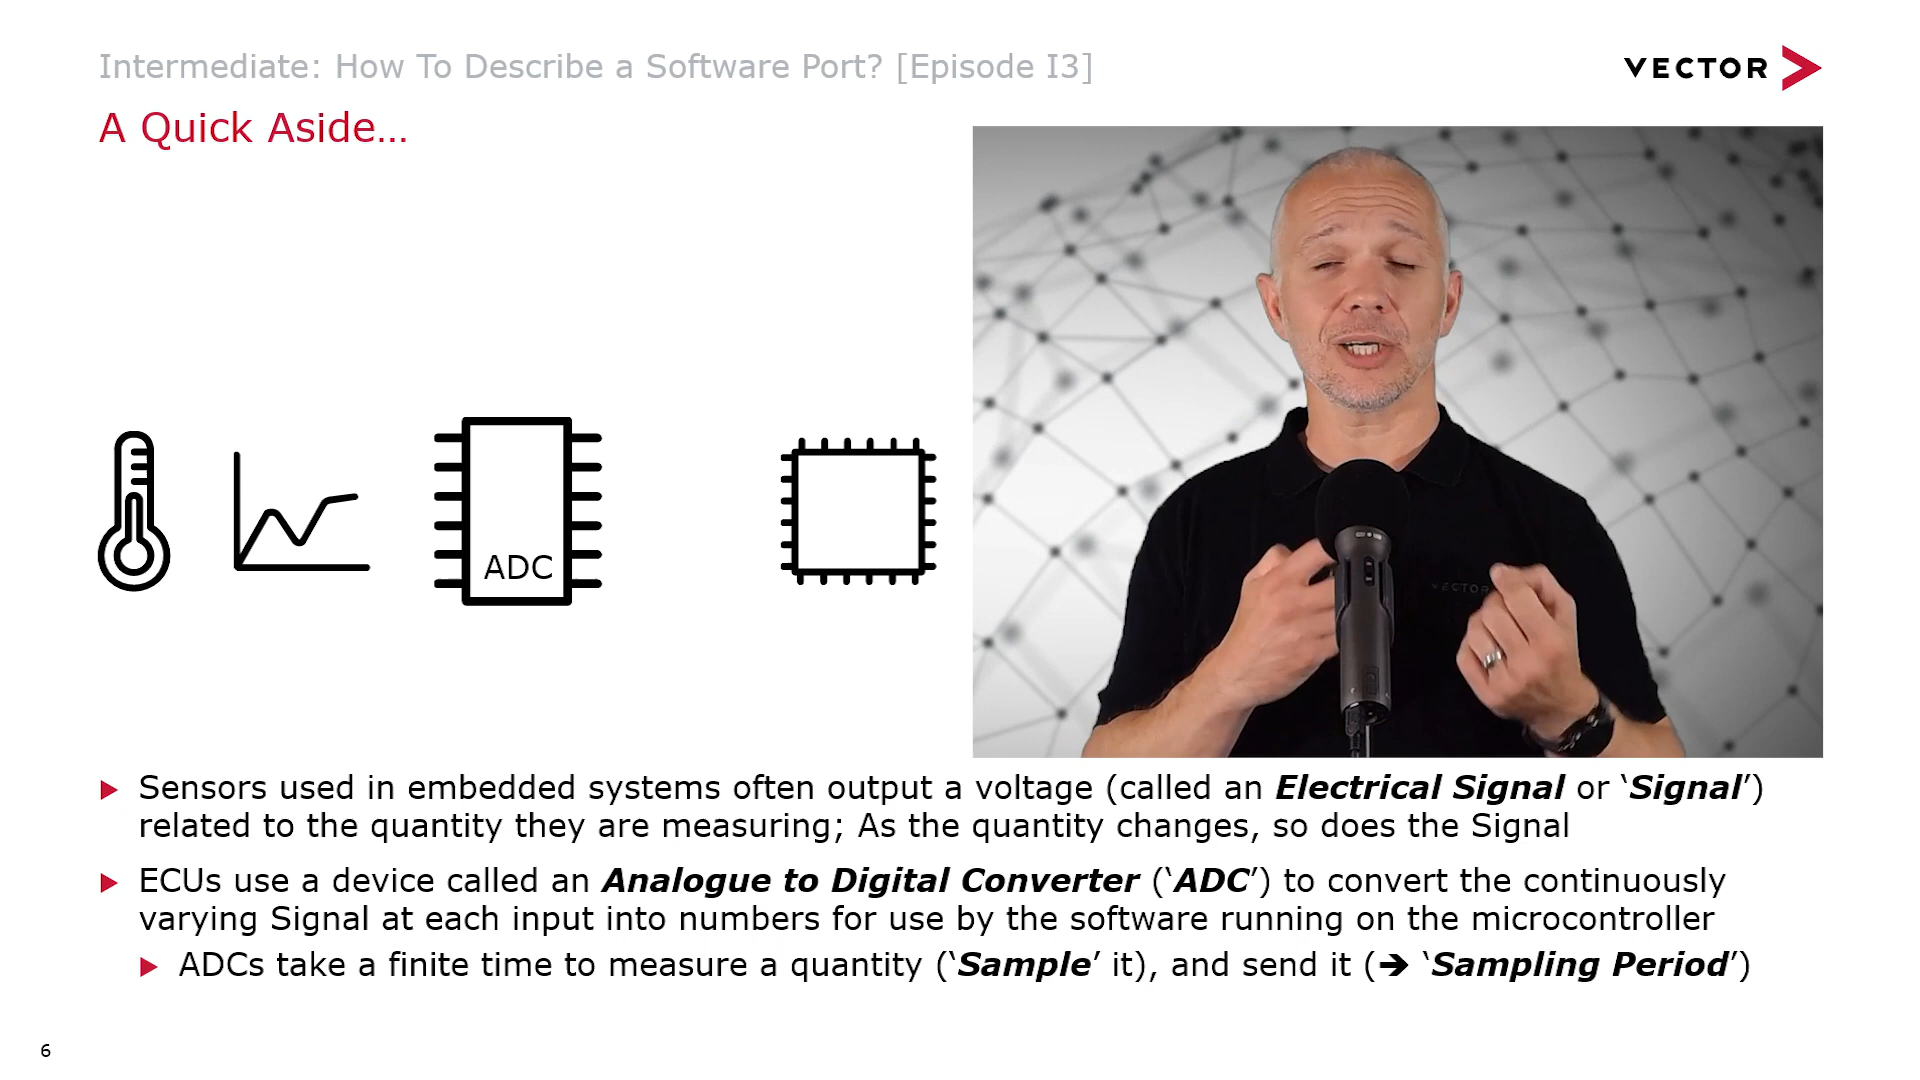 Intermediate: How To Describe a Software Port? [Episode I3]
VECTOR
A Quick Aside…
ADC
VECTOR
▶ Sensors used in embedded systems often output a voltage (called an Electrical Signal or ‘Signal’)
related to the quantity they are measuring; As the quantity changes, so does the Signal
▶ ECUs use a device called an Analogue to Digital Converter (‘ADC’) to convert the continuously
varying Signal at each input into numbers for use by the software running on the microcontroller
▶ ADCs take a finite time to measure a quantity (‘Sample’ it), and send it (➔ ‘Sampling Period’)
6